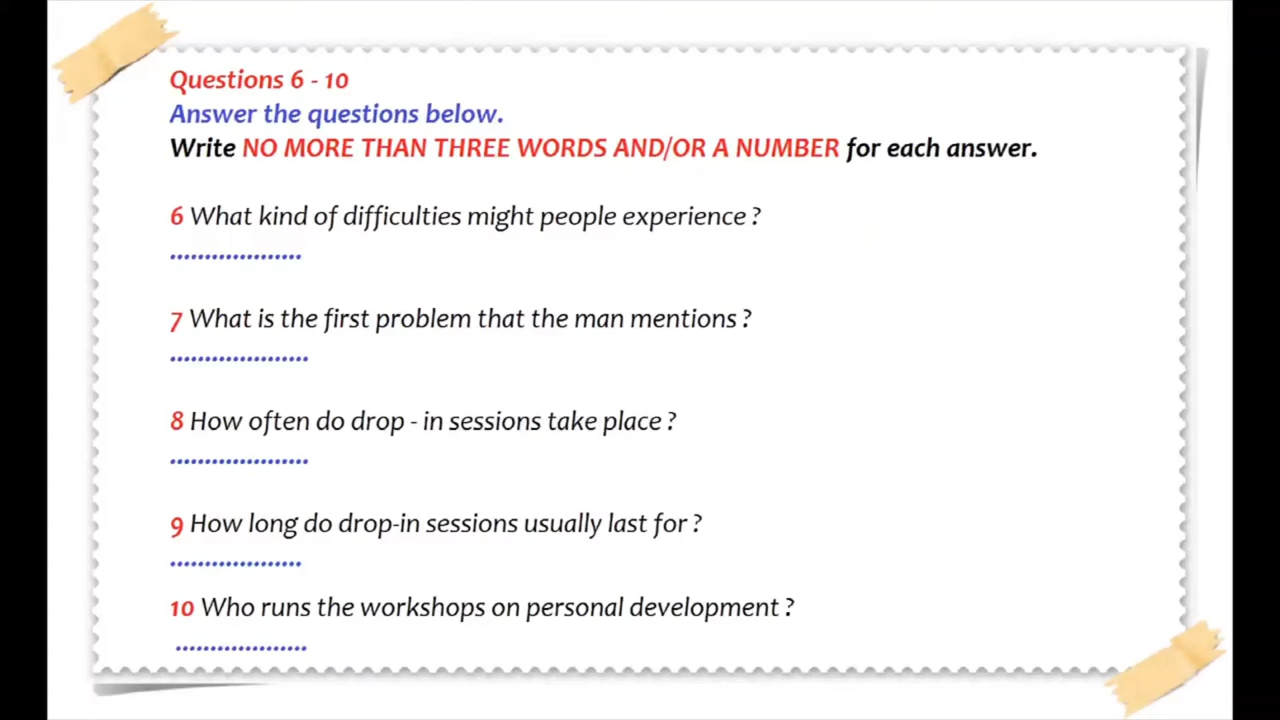 Questions 6 - 10
Answer the questions below.
Write NO MORE THAN THREE WORDS AND/OR A NUMBER for each answer.
6 What kind of difficulties might people experience ?
...................
7 What is the first problem that the man mentions ?
....................
8 How often do drop - in sessions take place ?
....................
9 How long do drop-in sessions usually last for ?
...................
10 Who runs the workshops on personal development ?
...................